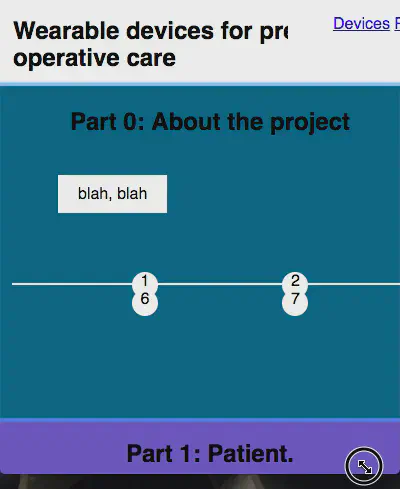 Wearable devices for pre
operative care
Devices
Part 0: About the project
blah, blah
1 2
6 7
Part 1: Patient.